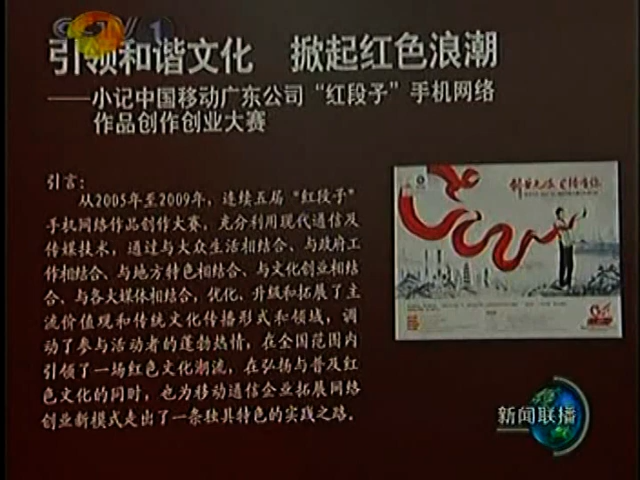 CCTV 1
引领和谐文化 掀起红色浪潮
——小记中国移动广东公司“红段子”手机网络
作品创作创业大赛
引言:
从2005年至2009年，连续五届“红段子”
手机网络作品创作大赛，充分利用现代通信及
传媒技术，通过与大众生活相结合、与政府工
作相结合、与地方特色相结合、与文化创业相结
合、与各大媒体相结合，优化、升级和拓展了主
流价值观和传统文化传播形式和领域，调
动了参与活动者的蓬勃热情，在全国范围内
引领了一场红色文化潮流，在弘扬与普及红
色文化的同时，也为移动通信企业拓展网络
创业新模式走出了一条独具特色的实践之路.
新闻联播